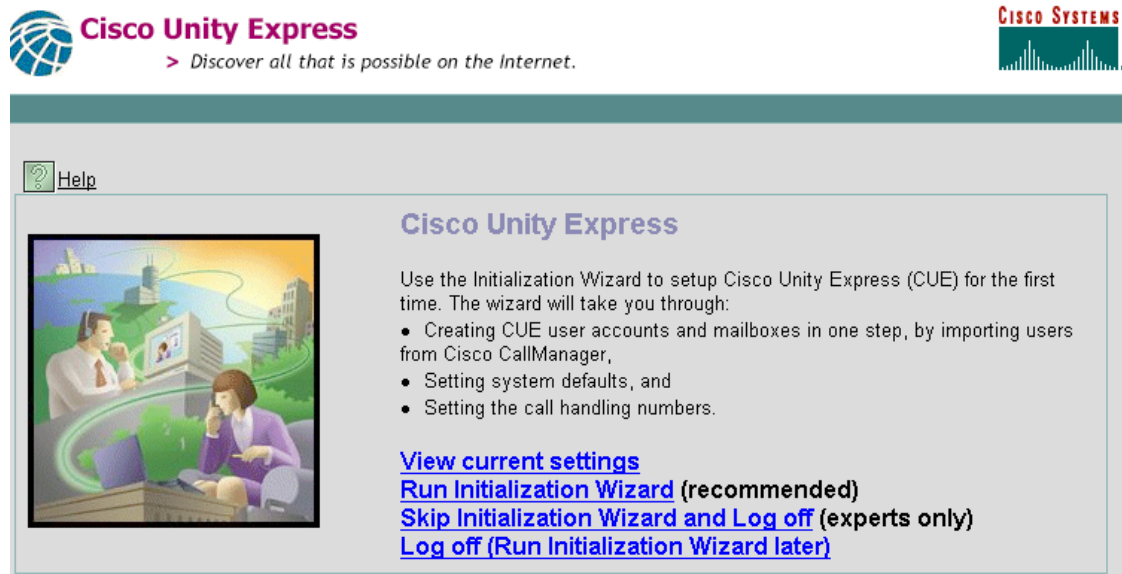 Cisco Unity Express
> Discover all that is possible on the Internet.
CISCO SYSTEMS
? Help
Cisco Unity Express
Use the Initialization Wizard to setup Cisco Unity Express (CUE) for the first
time. The wizard will take you through:
● Creating CUE user accounts and mailboxes in one step, by importing users
from Cisco CallManager,
● Setting system defaults, and
● Setting the call handling numbers.
View current settings
Run Initialization Wizard (recommended)
Skip Initialization Wizard and Log off (experts only)
Log off (Run Initialization Wizard later)